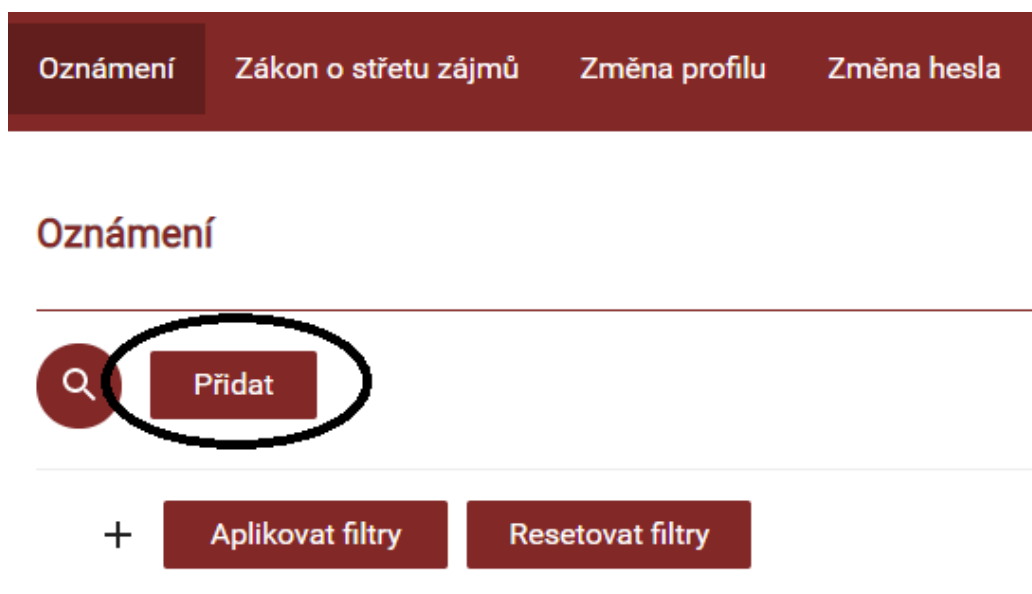 Oznámení Zákon o střetu zájmů Změna profilu Změna hesla
Oznámení
Přidat
Aplikovat filtry Resetovat filtry